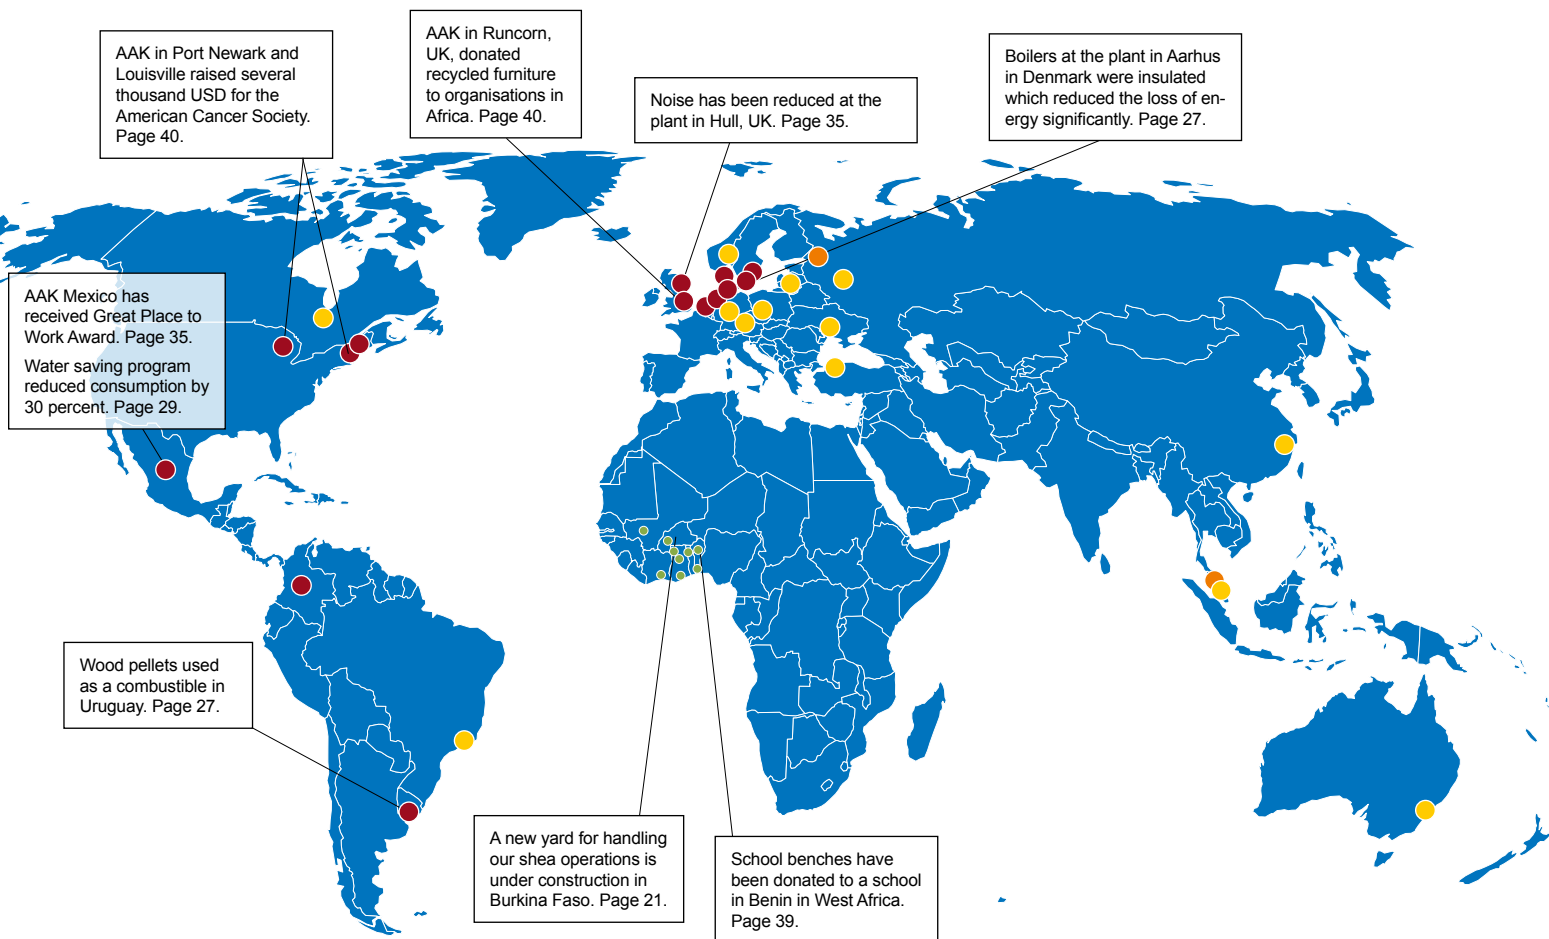 AAK in Port Newark and
Louisville raised several
thousand USD for the
American Cancer Society.
Page 40.
AAK in Runcorn,
UK, donated
recycled furniture
to organisations in
Africa. Page 40.
Noise has been reduced at the
plant in Hull, UK. Page 35.
Boilers at the plant in Aarhus
in Denmark were insulated
which reduced the loss of en-
ergy significantly. Page 27.
AAK Mexico has
received Great Place to
Work Award. Page 35.
Water saving program
reduced consumption by
30 percent. Page 29.
Wood pellets used
as a combustible in
Uruguay. Page 27.
A new yard for handling
our shea operations is
under construction in
Burkina Faso. Page 21.
School benches have
been donated to a school
in Benin in West Africa.
Page 39.